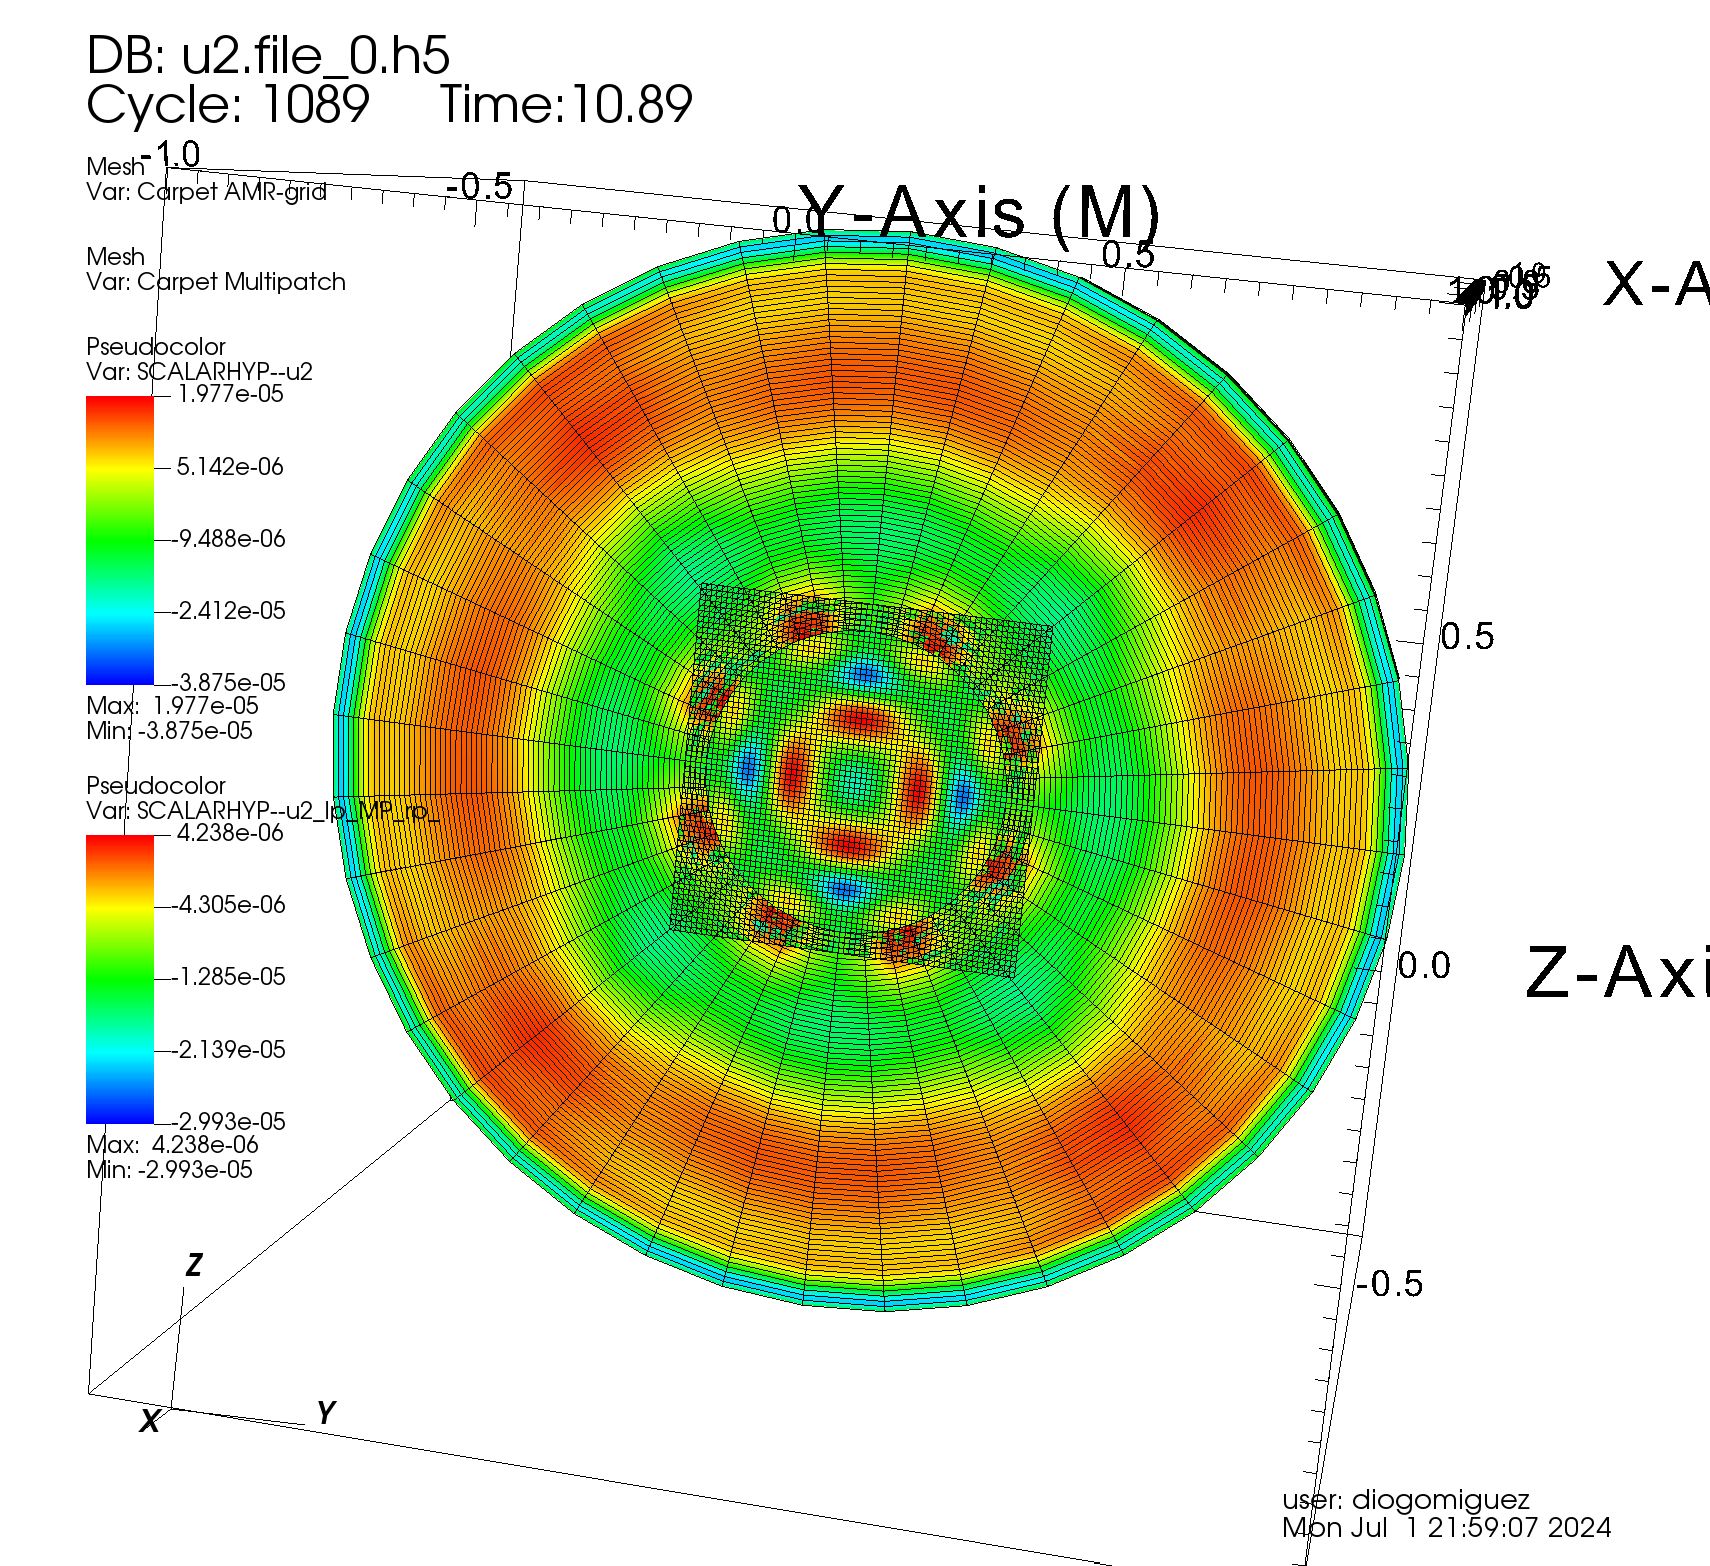 DB: u2.file_0.h5
Cycle: 1089 Time:10.89
Mesh
Var: Carpet AMR-grid
Mesh
Var: Carpet Multipatch
Pseudocolor
Var: SCALARHYP--u2
1.977e-05
5.142e-06
-9.488e-06
-2.412e-05
-3.875e-05
Max: 1.977e-05
Min: -3.875e-05
Pseudocolor
Var: SCALARHYP--u2_lp_MP_rp_
4.238e-06
-4.305e-06
-1.285e-05
-2.139e-05
-2.993e-05
Max: 4.238e-06
Min: -2.993e-05
-1.0
-0.5
0.0
Y-Axis (M)
0.5
X-A
0.5
0.0
Z-Axi
-0.5
Z
X
Y
user: diogomiguez
Mon Jul 1 21:59:07 2024